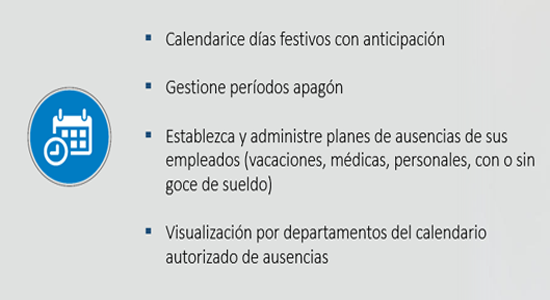 ▪ Calendarice días festivos con anticipación
▪ Gestione períodos apagón
▪ Establezca y administre planes de ausencias de sus
empleados (vacaciones, médicas, personales, con o sin
goce de sueldo)
▪ Visualización por departamentos del calendario
autorizado de ausencias